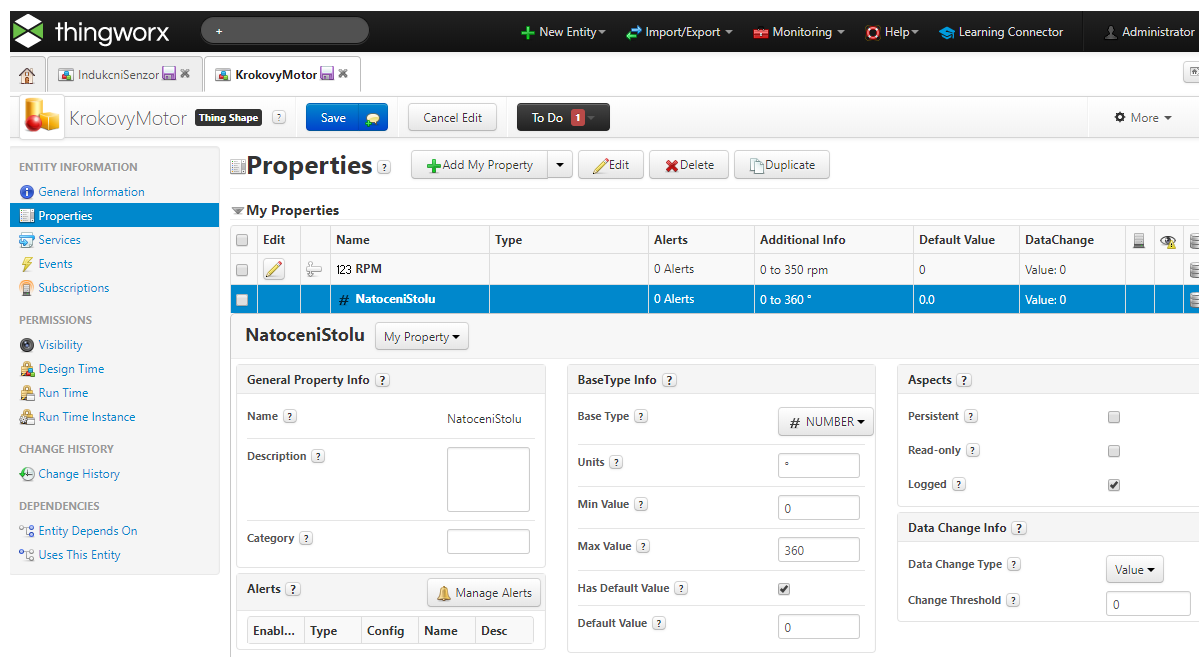 thingworx + New Entity Import/Export Monitoring Help Learning Connector Administrator
IndukcniSenzor KrokovyMotor
KrokovyMotor Thing Shape ? Save Cancel Edit To Do 1 More
ENTITY INFORMATION
General Information
Properties
Services
Events
Subscriptions
PERMISSIONS
Visibility
Design Time
Run Time
Run Time Instance
CHANGE HISTORY
Change History
DEPENDENCIES
Entity Depends On
Uses This Entity
Properties ? Add My Property Edit Delete Duplicate
My Properties
Edit Name Type Alerts Additional Info Default Value DataChange
123 RPM 0 Alerts 0 to 350 rpm 0 Value: 0
# NatoceniStolu 0 Alerts 0 to 360 ° 0.0 Value: 0
NatoceniStolu My Property
General Property Info ?
Name ? NatoceniStolu
Description ?
Category ?
Alerts ? Manage Alerts
Enabl... Type Config Name Desc
BaseType Info ?
Base Type ? # NUMBER
Units ? °
Min Value ? 0
Max Value ? 360
Has Default Value ?
Default Value ? 0
Aspects ?
Persistent ?
Read-only ?
Logged ?
Data Change Info ?
Data Change Type ? Value
Change Threshold ? 0